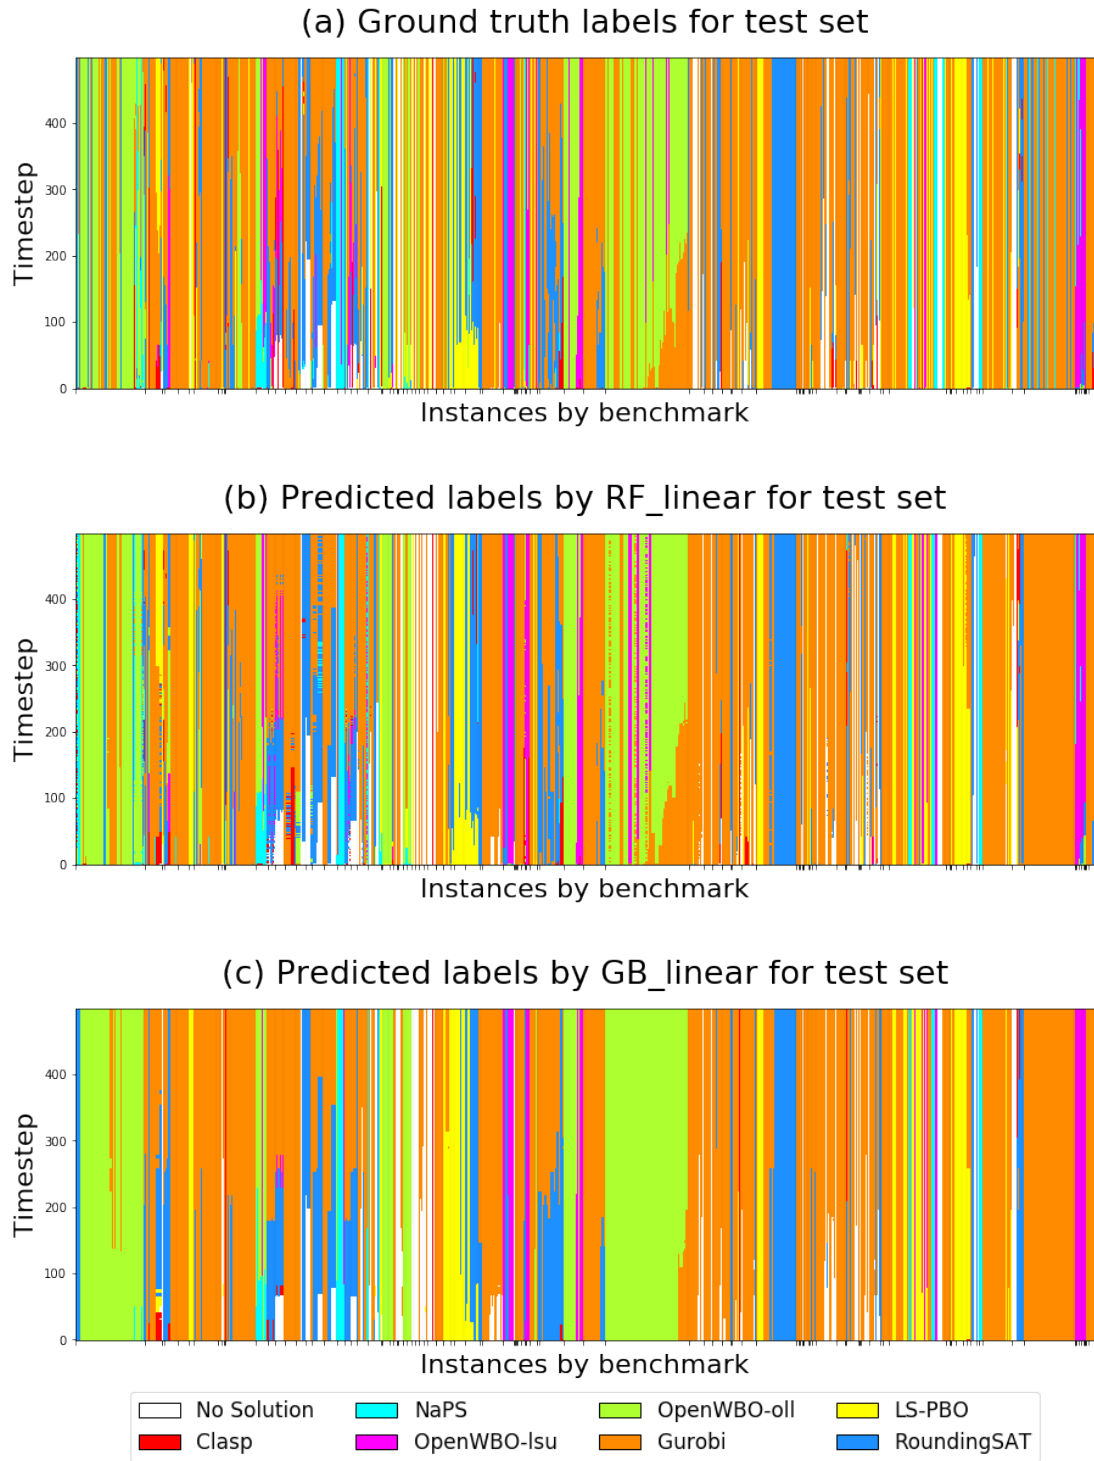 (a) Ground truth labels for test set
400
300
200
100
0
Timestep
Instances by benchmark
(b) Predicted labels by RF_linear for test set
400
300
200
100
0
Timestep
Instances by benchmark
(c) Predicted labels by GB_linear for test set
400
300
200
100
0
Timestep
Instances by benchmark
No Solution NaPS OpenWBO-oll LS-PBO
Clasp OpenWBO-lsu Gurobi RoundingSAT